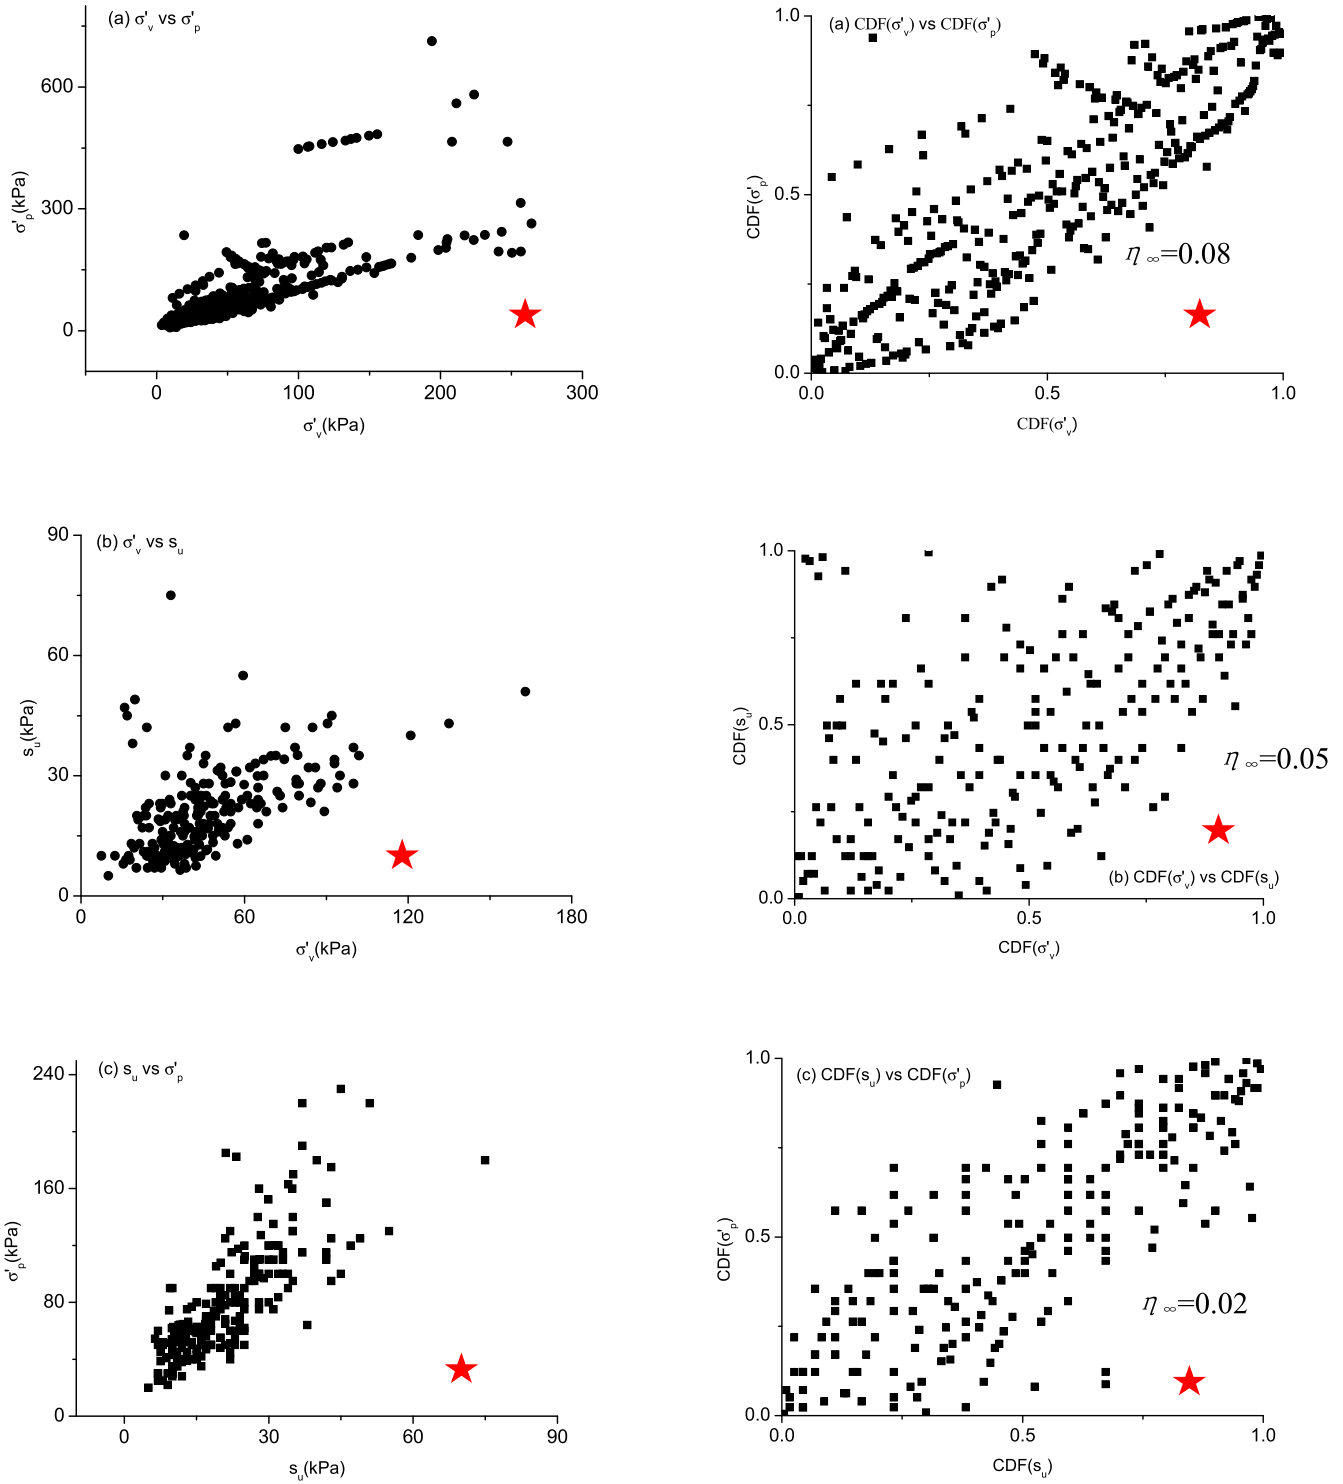 (a) σ'v vs σ'p
600
300
0
σ'p(kPa)
0 100 200 300
σ'v(kPa)
(a) CDF(σ'v) vs CDF(σ'p)
1.0
0.5
0.0
CDF(σ'p)
η∞=0.08
0.0 0.5 1.0
CDF(σ'v)
(b) σ'v vs su
90
60
30
0
su(kPa)
0 60 120 180
σ'v(kPa)
1.0
0.5
0.0
CDF(su)
η∞=0.05
(b) CDF(σ'v) vs CDF(su)
0.0 0.5 1.0
CDF(σ'v)
(c) su vs σ'p
240
160
80
0
σ'p(kPa)
0 30 60 90
su(kPa)
(c) CDF(su) vs CDF(σ'p)
1.0
0.5
0.0
CDF(σ'p)
η∞=0.02
0.0 0.5 1.0
CDF(su)